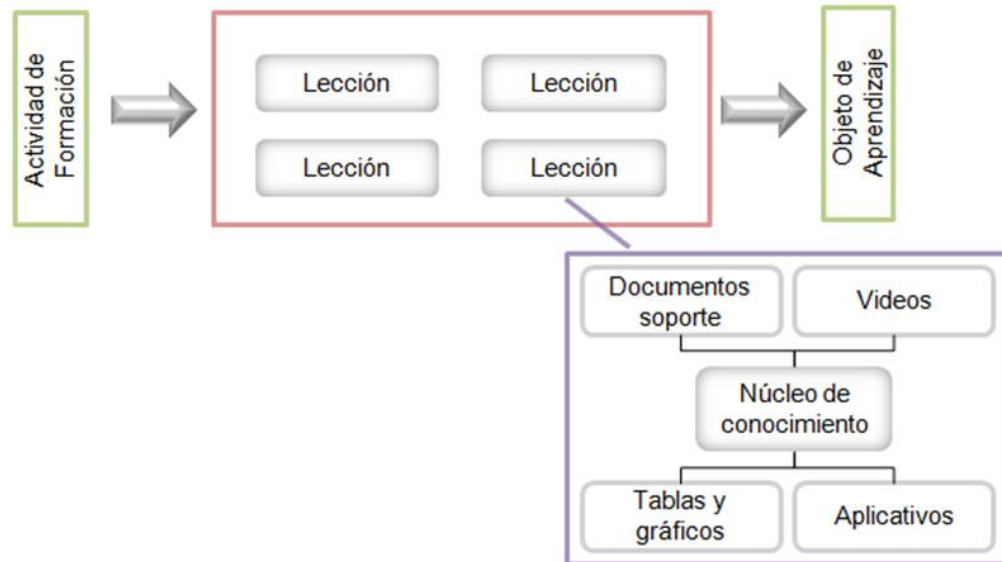 Actividad de
Formación
Lección
Lección
Lección
Lección
Objeto de
Aprendizaje
Documentos
soporte
Videos
Núcleo de
conocimiento
Tablas y
gráficos
Aplicativos